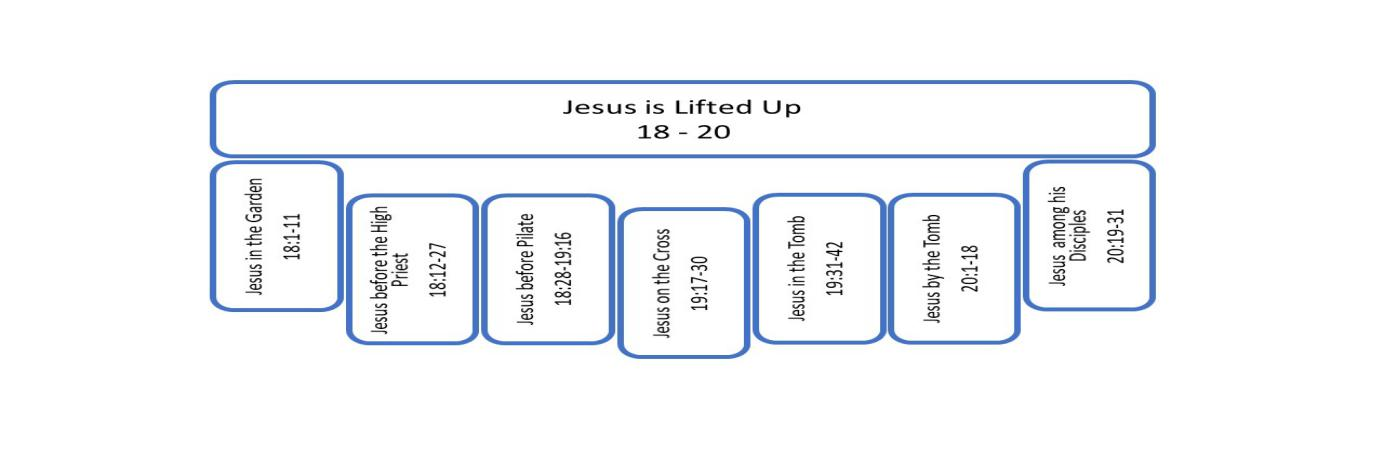 Jesus is Lifted Up
18 - 20
Jesus in the Garden
18:1-11
Jesus before the High
Priest
18:12-27
Jesus before Pilate
18:28-19:16
Jesus on the Cross
19:17-30
Jesus in the Tomb
19:31-42
Jesus by the Tomb
20:1-18
Jesus among his
Disciples
20:19-31